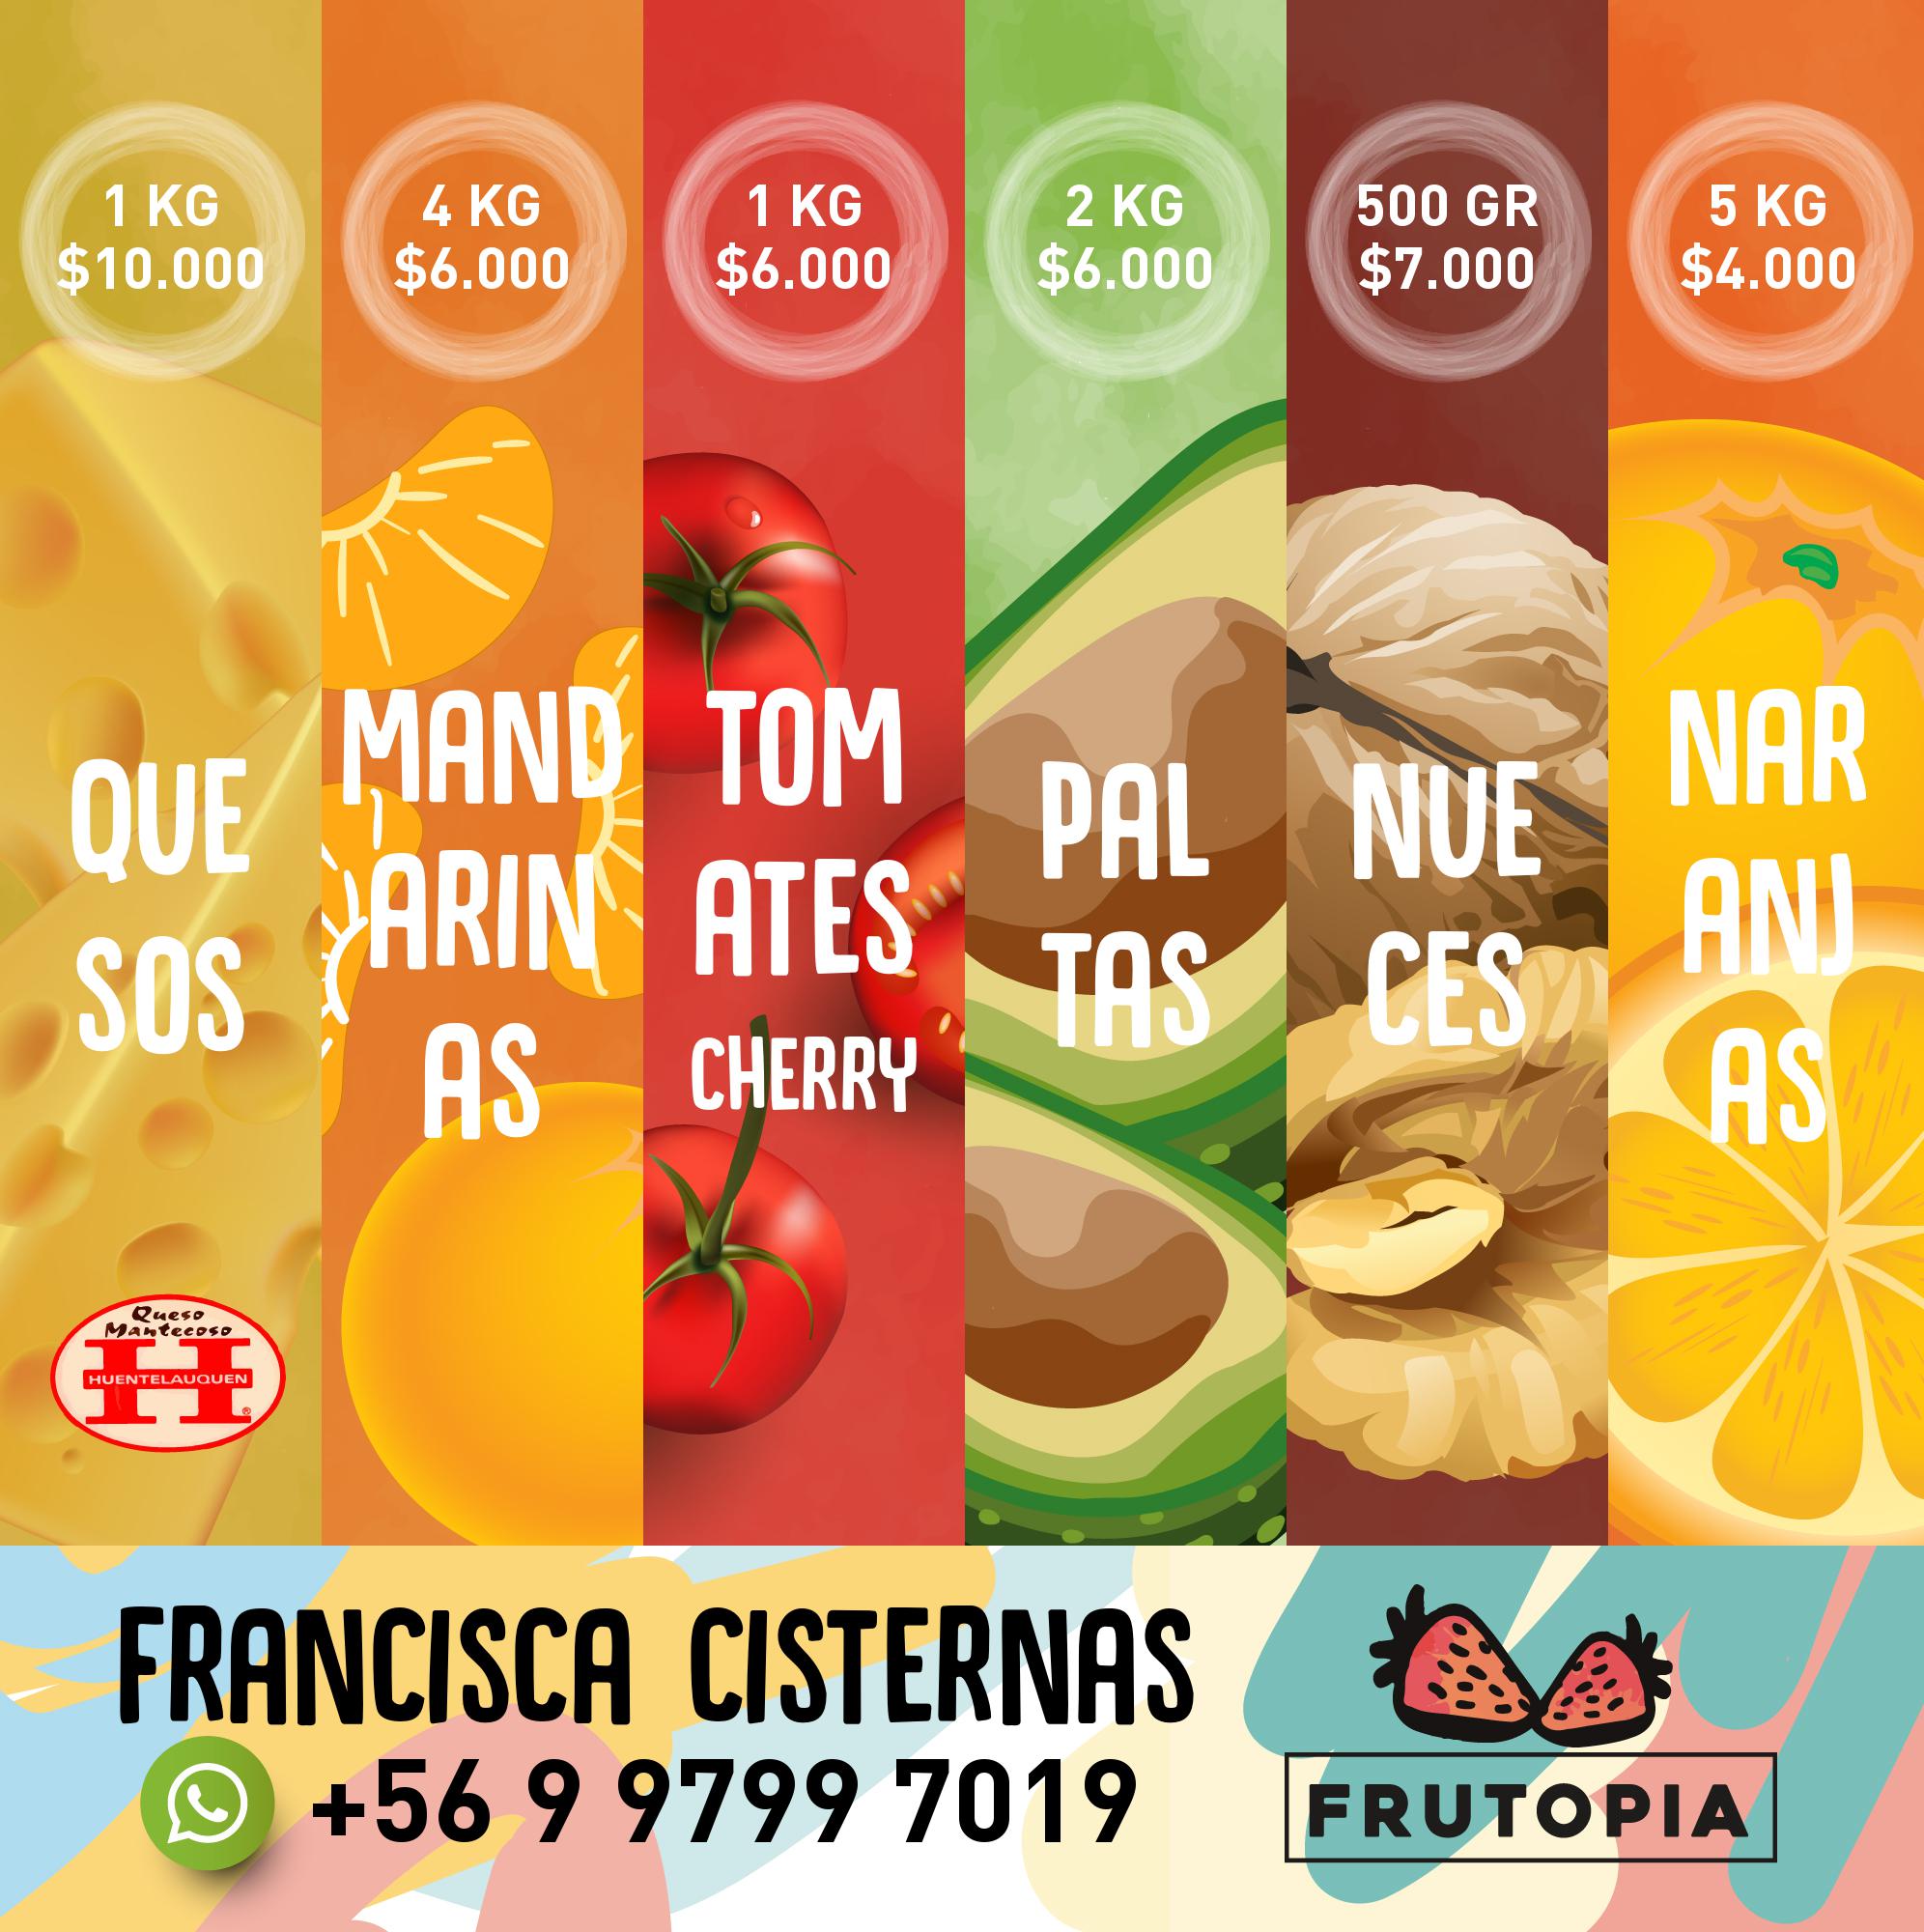 1 KG
$10.000
QUE
SOS
Queso
Mantecoso
H
HUENTELAUQUEN
®
4 KG
$6.000
MAND
ARIN
AS
1 KG
$6.000
TOM
ATES
CHERRY
2 KG
$6.000
PAL
TAS
500 GR
$7.000
NUE
CES
5 KG
$4.000
NAR
ANJ
AS
FRANCISCA CISTERNAS
+56 9 9799 7019
FRUTOPIA